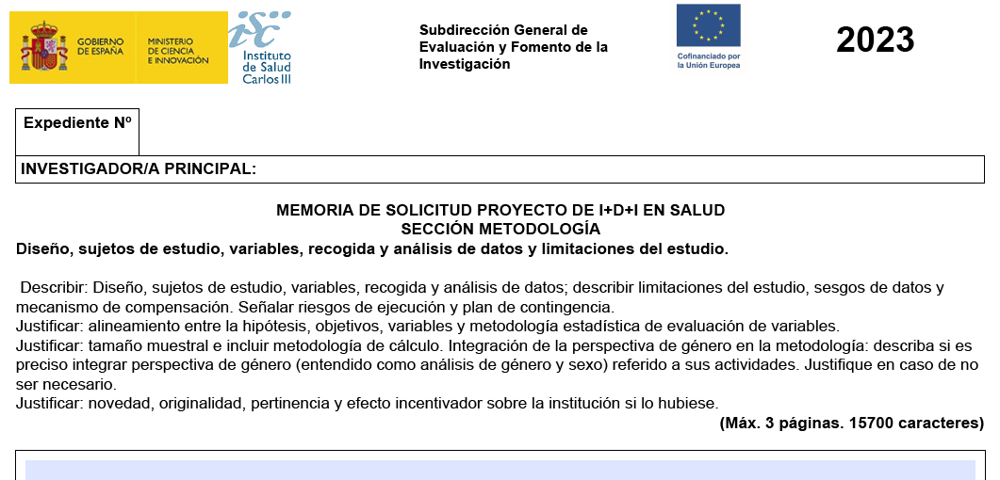 GOBIERNO
DE ESPAÑA
MINISTERIO
DE CIENCIA
E INNOVACIÓN
isc
Instituto
de Salud
Carlos III
Subdirección General de
Evaluación y Fomento de la
Investigación
Cofinanciado por
la Unión Europea
2023
Expediente Nº
INVESTIGADOR/A PRINCIPAL:
MEMORIA DE SOLICITUD PROYECTO DE I+D+I EN SALUD
SECCIÓN METODOLOGÍA
Diseño, sujetos de estudio, variables, recogida y análisis de datos y limitaciones del estudio.
Describir: Diseño, sujetos de estudio, variables, recogida y análisis de datos; describir limitaciones del estudio, sesgos de datos y
mecanismo de compensación. Señalar riesgos de ejecución y plan de contingencia.
Justificar: alineamiento entre la hipótesis, objetivos, variables y metodología estadística de evaluación de variables.
Justificar: tamaño muestral e incluir metodología de cálculo. Integración de la perspectiva de género en la metodología: describa si es
preciso integrar perspectiva de género (entendido como análisis de género y sexo) referido a sus actividades. Justifique en caso de no
ser necesario.
Justificar: novedad, originalidad, pertinencia y efecto incentivador sobre la institución si lo hubiese.
(Máx. 3 páginas. 15700 caracteres)